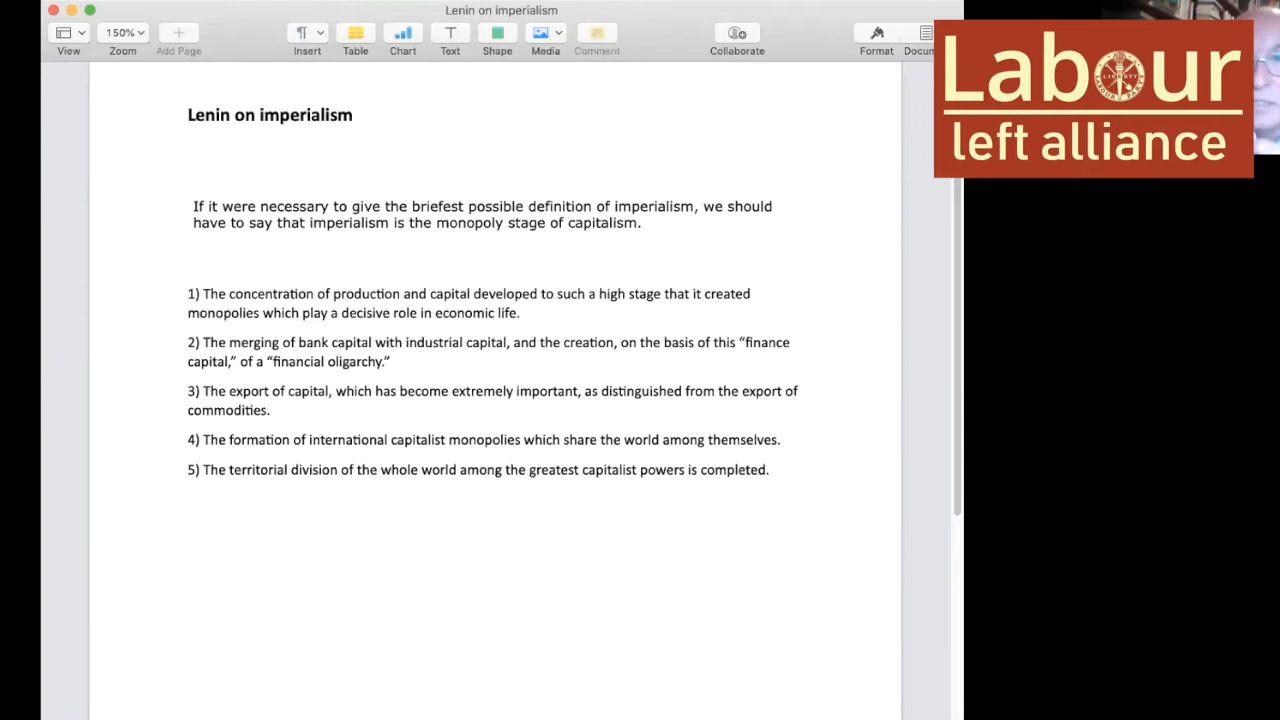 Lenin on imperialism
150%
View
Zoom
Add Page
Insert
Table
Chart
Text
Shape
Media
Comment
Collaborate
Format
Docum
Labour
LIBERTY
LABOUR PARTY
left alliance
Lenin on imperialism
If it were necessary to give the briefest possible definition of imperialism, we should
have to say that imperialism is the monopoly stage of capitalism.
1) The concentration of production and capital developed to such a high stage that it created
monopolies which play a decisive role in economic life.
2) The merging of bank capital with industrial capital, and the creation, on the basis of this “finance
capital,” of a “financial oligarchy.”
3) The export of capital, which has become extremely important, as distinguished from the export of
commodities.
4) The formation of international capitalist monopolies which share the world among themselves.
5) The territorial division of the whole world among the greatest capitalist powers is completed.